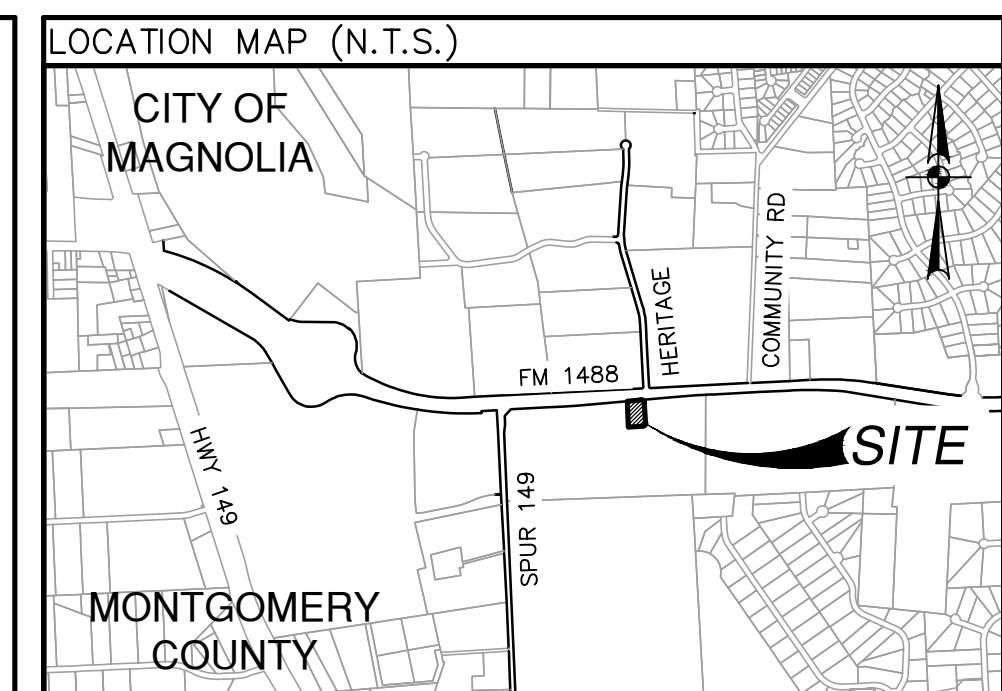 LOCATION MAP (N.T.S.)
CITY OF
MAGNOLIA
HERITAGE
COMMUNITY RD
FM 1488
SITE
HWY 149
SPUR 149
MONTGOMERY
COUNTY